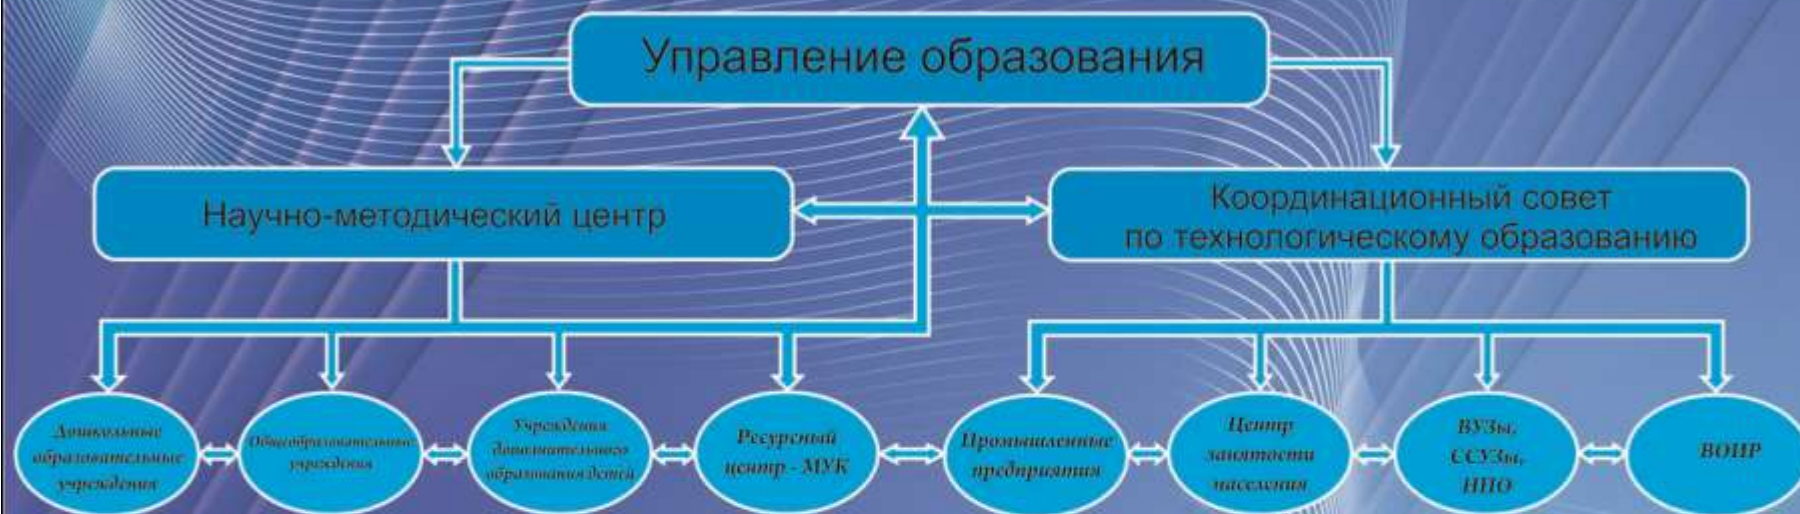 Управление образования
Научно-методический центр
Координационный совет
по технологическому образованию
Дошкольные
образовательные
учреждения
Общеобразовательные
учреждения
Учреждения
дополнительного
образования детей
Ресурсный
центр - МУК
Промышленные
предприятия
Центр
занятости
населения
ВУЗы,
ССУЗы,
НПО
ВОИР